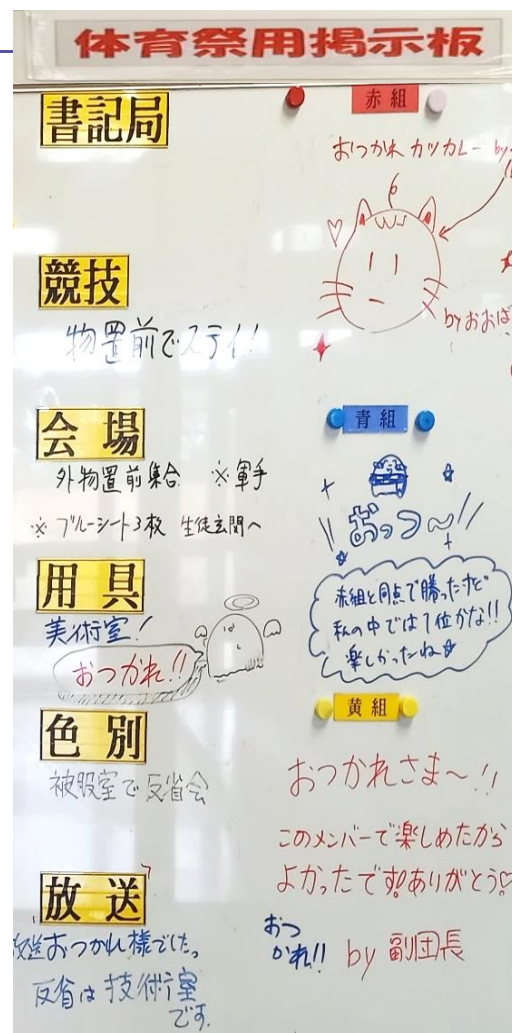 体育祭用掲示板
書記局
競技
物置前でステイ!
会場
外物置前集合 ※軍手
※ ブルーシート3枚 生徒玄関へ
用具
美術室!
おつかれ!!
色別
被服室で反省会
放送
放送おつかれ様でした。
反省は技術室
です。
赤組
おつかれ カツカレー by
by おおば
青組
おっつ〜!!
赤組と同点で勝ったけど
私の中では1位かな!!
楽しかったね☆
黄組
おつかれさま〜!!
このメンバーで楽しめたから
よかったです!ありがとう♡
おつ
かれ!!
by 副団長